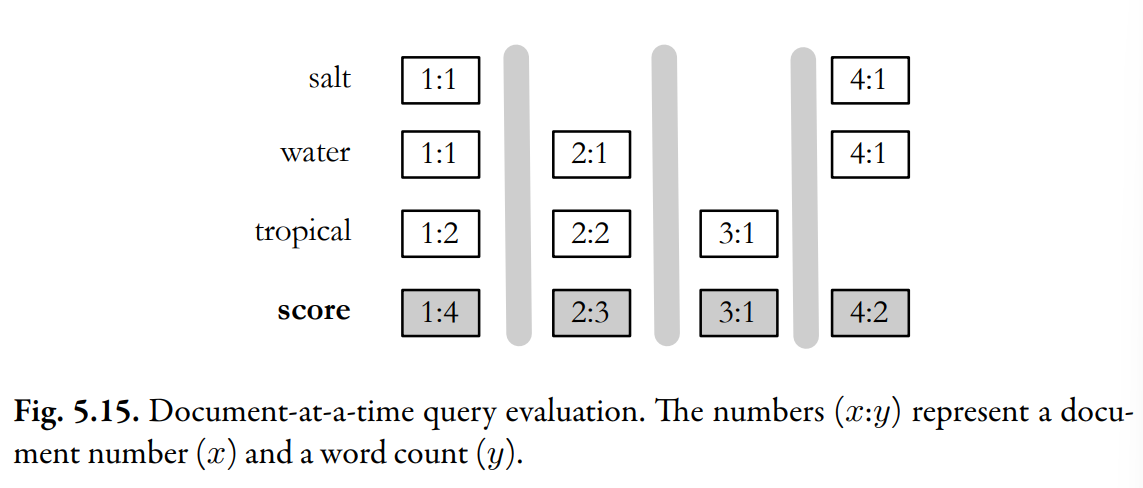 salt 1:1 4:1
water 1:1 2:1 4:1
tropical 1:2 2:2 3:1
score 1:4 2:3 3:1 4:2
Fig. 5.15. Document-at-a-time query evaluation. The numbers (x:y) represent a docu-
ment number (x) and a word count (y).